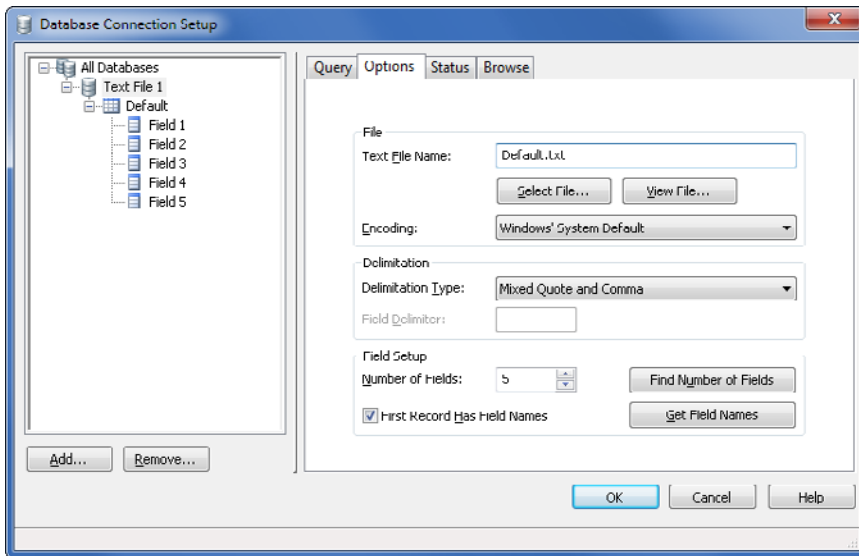 Database Connection Setup
All Databases
Text File 1
Default
Field 1
Field 2
Field 3
Field 4
Field 5
Add...
Remove...
Query Options Status Browse
File
Text File Name: Default.txt
Select File... View File...
Encoding: Windows' System Default
Delimitation
Delimitation Type: Mixed Quote and Comma
Field Delimiter:
Field Setup
Number of Fields: 5 Find Number of Fields
First Record Has Field Names Get Field Names
OK Cancel Help